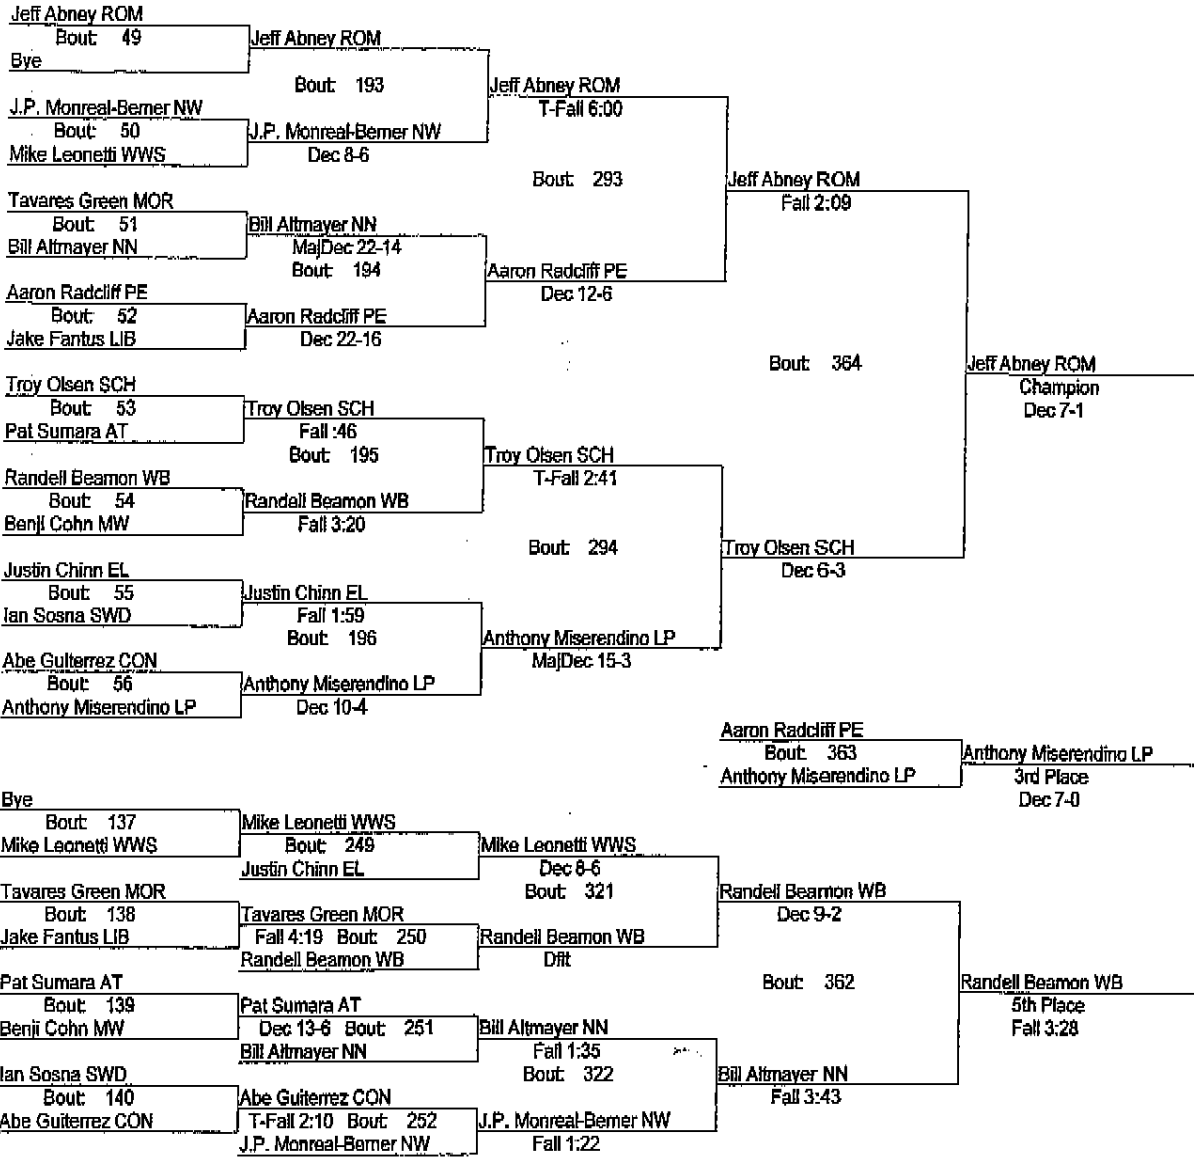 Jeff Abney ROM
Bout: 49
Bye
Jeff Abney ROM
Bout: 193
J.P. Monreal-Berner NW
Bout: 50
Mike Leonetti WWS
J.P. Monreal-Berner NW
Dec 8-6
Jeff Abney ROM
T-Fall 6:00
Bout: 293
Tavares Green MOR
Bout: 51
Bill Altmayer NN
Bill Altmayer NN
MajDec 22-14
Bout: 194
Aaron Radcliff PE
Bout: 52
Jake Fantus LIB
Aaron Radcliff PE
Dec 22-16
Aaron Radcliff PE
Dec 12-6
Jeff Abney ROM
Fall 2:09
Bout: 364
Jeff Abney ROM
Champion
Dec 7-1
Troy Olsen SCH
Bout: 53
Pat Sumara AT
Troy Olsen SCH
Fall :46
Bout: 195
Randell Beamon WB
Bout: 54
Benji Cohn MW
Randell Beamon WB
Fall 3:20
Troy Olsen SCH
T-Fall 2:41
Bout: 294
Justin Chinn EL
Bout: 55
Ian Sosna SWD
Justin Chinn EL
Fall 1:59
Bout: 196
Abe Guiterrez CON
Bout: 56
Anthony Miserendino LP
Anthony Miserendino LP
Dec 10-4
Anthony Miserendino LP
MajDec 15-3
Troy Olsen SCH
Dec 6-3
Aaron Radcliff PE
Bout: 363
Anthony Miserendino LP
Anthony Miserendino LP
3rd Place
Dec 7-0
Bye
Bout: 137
Mike Leonetti WWS
Mike Leonetti WWS
Bout: 249
Justin Chinn EL
Mike Leonetti WWS
Dec 8-6
Bout: 321
Tavares Green MOR
Bout: 138
Jake Fantus LIB
Tavares Green MOR
Fall 4:19 Bout: 250
Randell Beamon WB
Randell Beamon WB
Dflt
Randell Beamon WB
Dec 9-2
Bout: 362
Pat Sumara AT
Bout: 139
Benji Cohn MW
Pat Sumara AT
Dec 13-6 Bout: 251
Bill Altmayer NN
Bill Altmayer NN
Fall 1:35
Bout: 322
Ian Sosna SWD
Bout: 140
Abe Guiterrez CON
Abe Guiterrez CON
T-Fall 2:10 Bout: 252
J.P. Monreal-Berner NW
J.P. Monreal-Berner NW
Fall 1:22
Bill Altmayer NN
Fall 3:43
Randell Beamon WB
5th Place
Fall 3:28